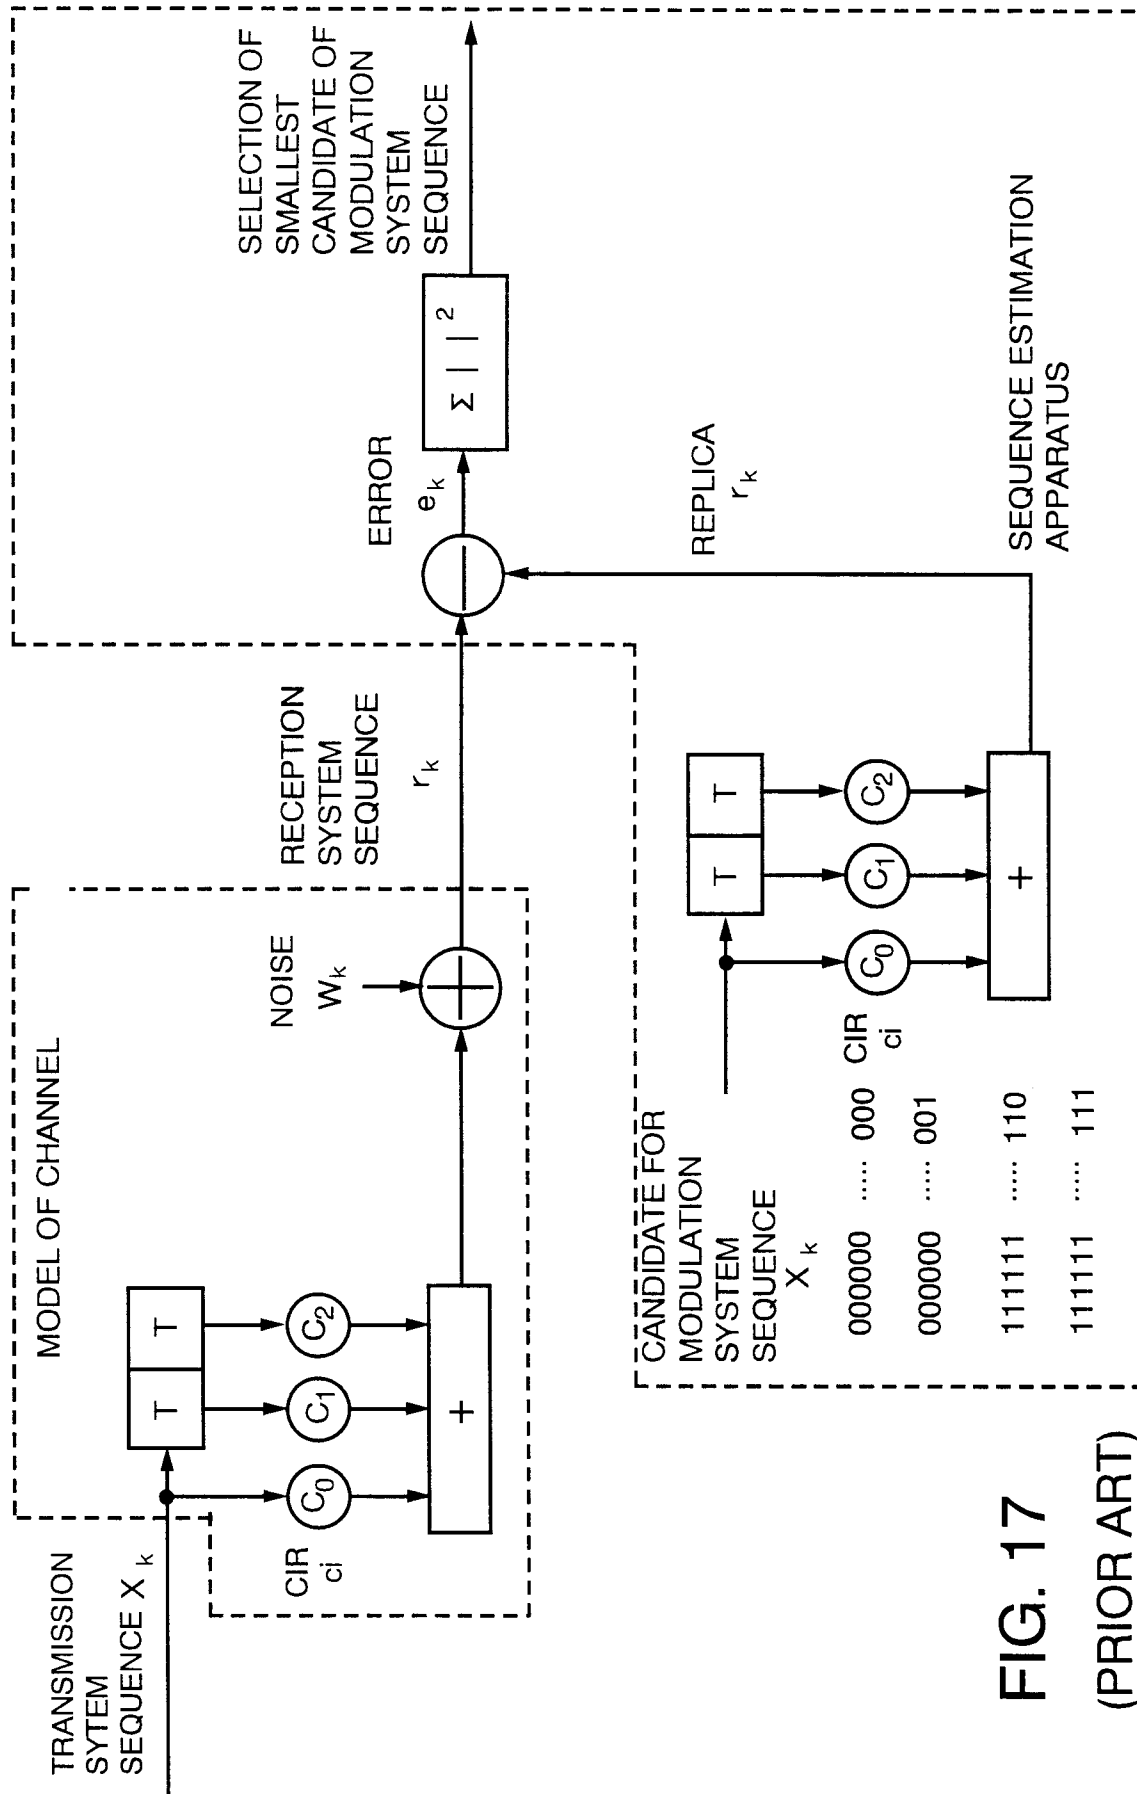 TRANSMISSION
SYTEM
SEQUENCE X k
MODEL OF CHANNEL
T T
CIR
ci
C0 C1 C2
+
NOISE
Wk
RECEPTION
SYSTEM
SEQUENCE
rk
ERROR
ek
Σ | | 2
SELECTION OF
SMALLEST
CANDIDATE OF
MODULATION
SYSTEM
SEQUENCE
CANDIDATE FOR
MODULATION
SYSTEM
SEQUENCE
X k
000000 ..... 000
000000 ..... 001
111111 ..... 110
111111 ..... 111
T T
CIR
ci
C0 C1 C2
+
REPLICA
rk
SEQUENCE ESTIMATION
APPARATUS
FIG. 17
(PRIOR ART)